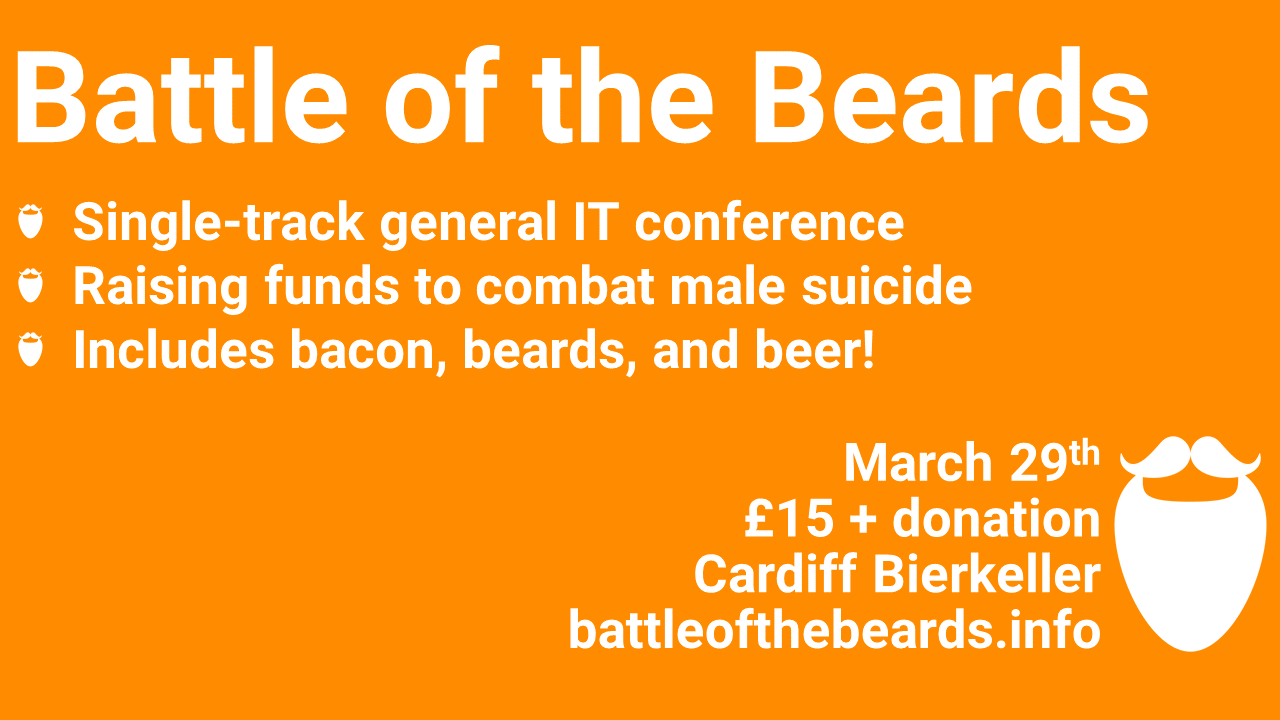 Battle of the Beards
Single-track general IT conference
Raising funds to combat male suicide
Includes bacon, beards, and beer!
March 29th
£15 + donation
Cardiff Bierkeller
battleofthebeards.info